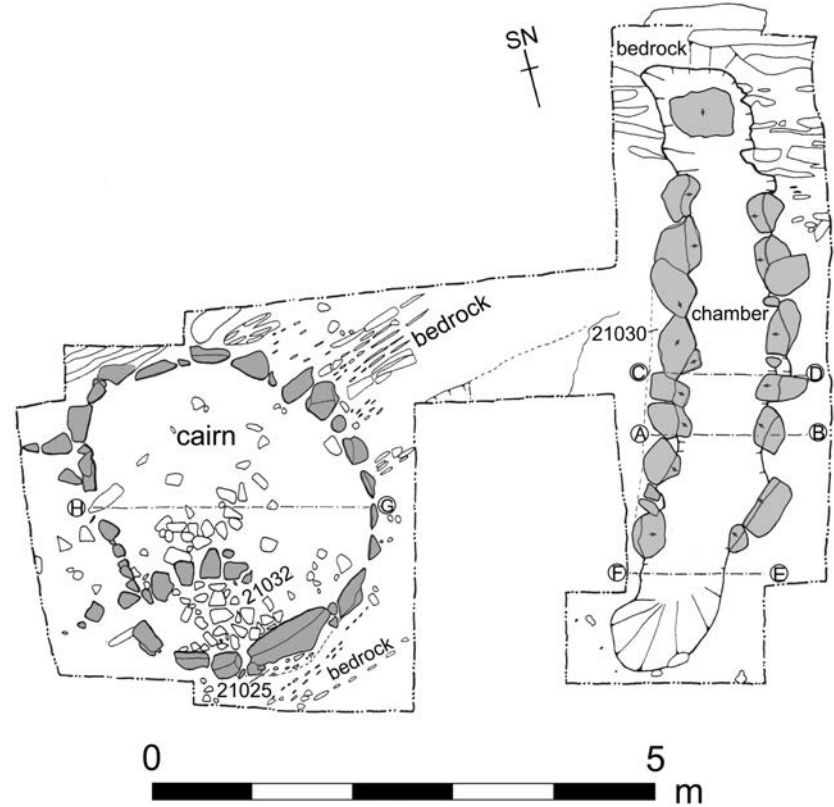 SN
bedrock
chamber
21030
C D
bedrock
A B
cairn
H G
21032
F E
bedrock
21025
0 5
m